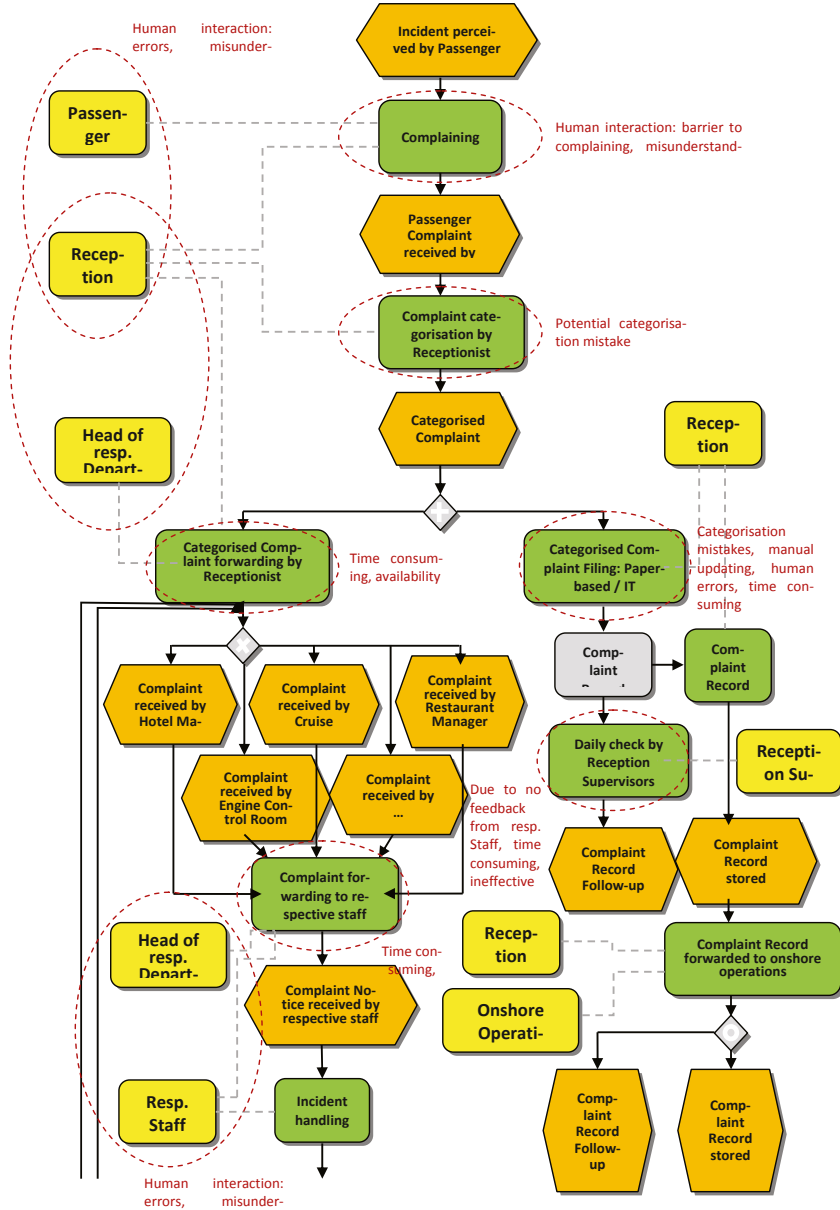 Human interaction:
errors, misunder-
Incident percei-
ved by Passenger
Passen-
ger
Complaining
Human interaction: barrier to
complaining, misunderstand-
Passenger
Complaint
received by
Recep-
tion
Complaint cate-
gorisation by
Receptionist
Potential categorisa-
tion mistake
Categorised
Complaint
Head of
resp.
Depart-
Recep-
tion
Categorised Comp-
laint forwarding by
Receptionist
Time consu-
ming, availability
Categorised Com-
plaint Filing: Paper-
based / IT
Categorisation
mistakes, manual
updating, human
errors, time con-
suming
Comp-
laint
Com-
plaint
Record
Complaint
received by
Hotel Ma-
Complaint
received by
Cruise
Complaint
received by
Restaurant
Manager
Daily check by
Reception
Supervisors
Recepti-
on Su-
Complaint
received by
Engine Control
Room
Complaint
received by
...
Due to no
feedback
from resp.
Staff, time
consuming,
ineffective
Complaint
Record
Follow-up
Complaint
Record
stored
Complaint for-
warding to re-
spective staff
Head of
resp.
Depart-
Time con-
suming,
Recep-
tion
Complaint Record
forwarded to onshore
operations
Complaint No-
tice received by
respective staff
Onshore
Operati-
Resp.
Staff
Incident
handling
Comp-
laint
Record
Follow-
up
Comp-
laint
Record
stored
Human interaction:
errors, misunder-